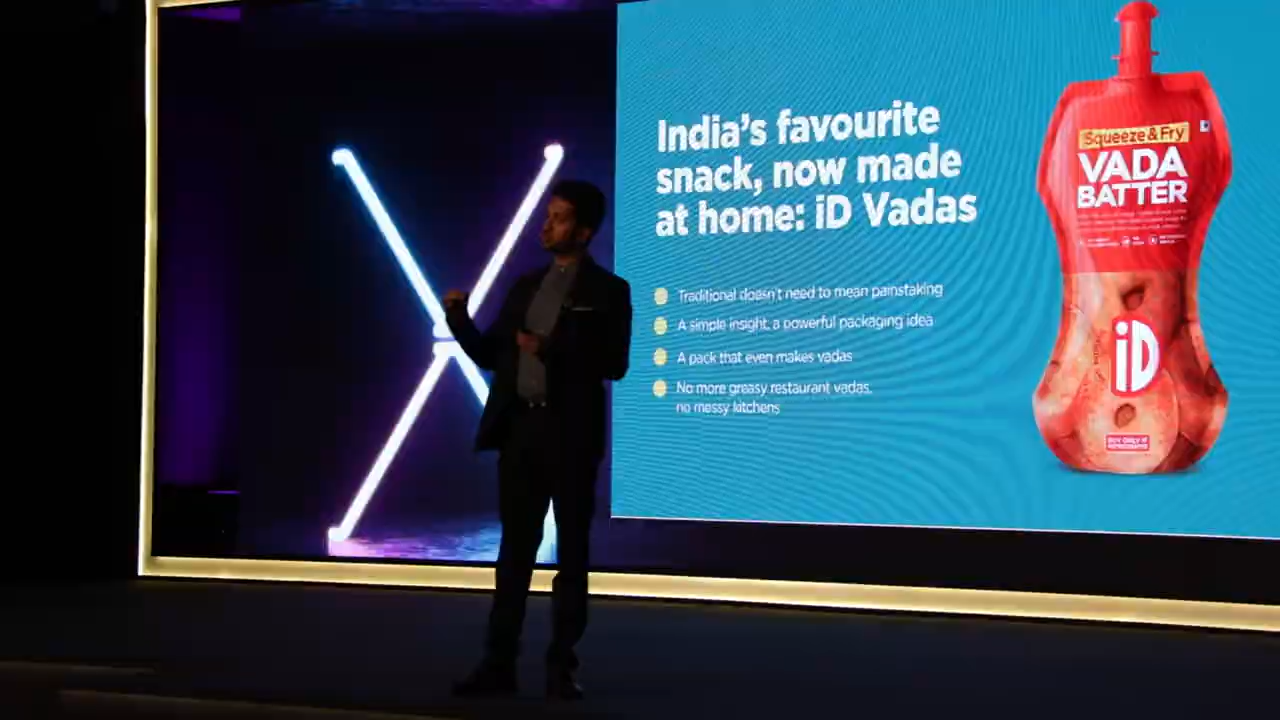 India's favourite
snack, now made
at home: iD Vadas
Traditional doesn't need to mean painstaking
A simple insight, a powerful packaging idea
A pack that even makes vadas
No more greasy restaurant vadas,
no messy kitchens
Squeeze & Fry
VADA
BATTER
iD